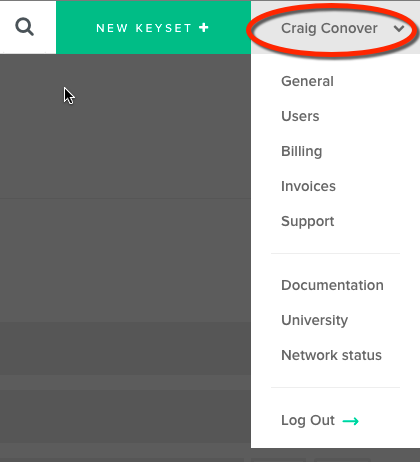 NEW KEYSET +
Craig Conover
General
Users
Billing
Invoices
Support
Documentation
University
Network status
Log Out →